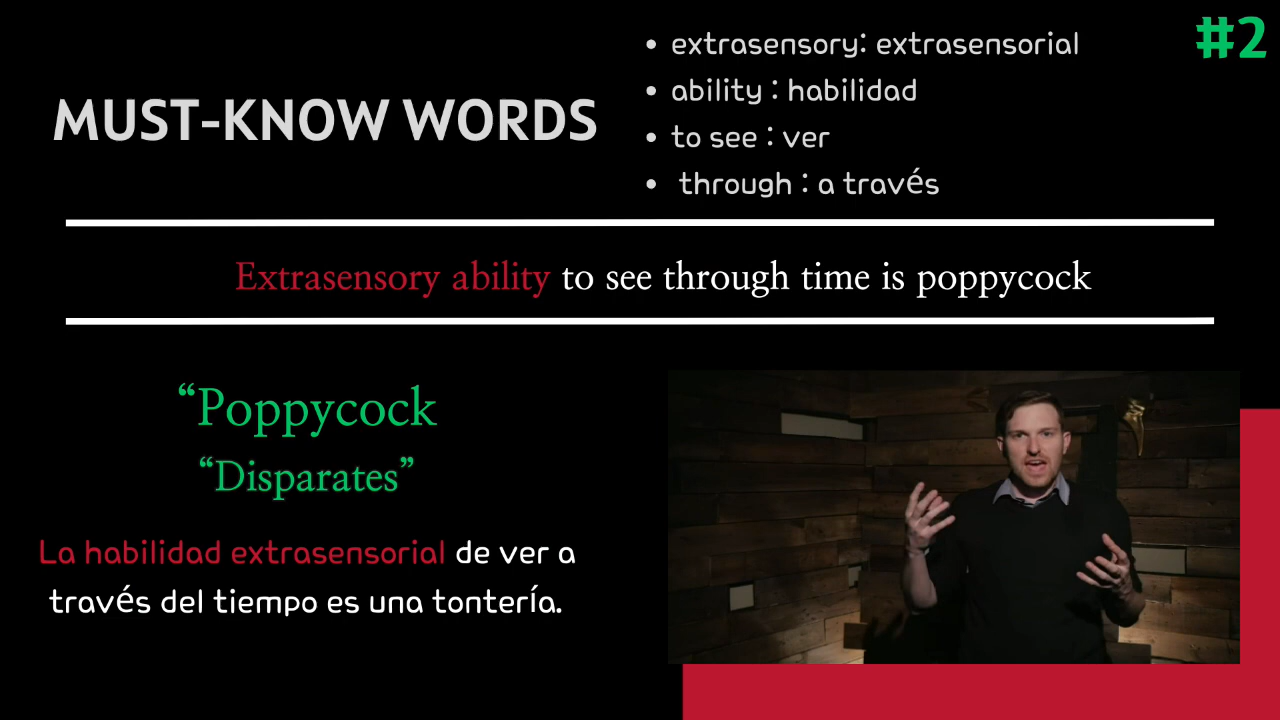 #2
MUST-KNOW WORDS
• extrasensory: extrasensorial
• ability : habilidad
• to see : ver
• through : a través
Extrasensory ability to see through time is poppycock
“Poppycock
“Disparates”
La habilidad extrasensorial de ver a
través del tiempo es una tontería.